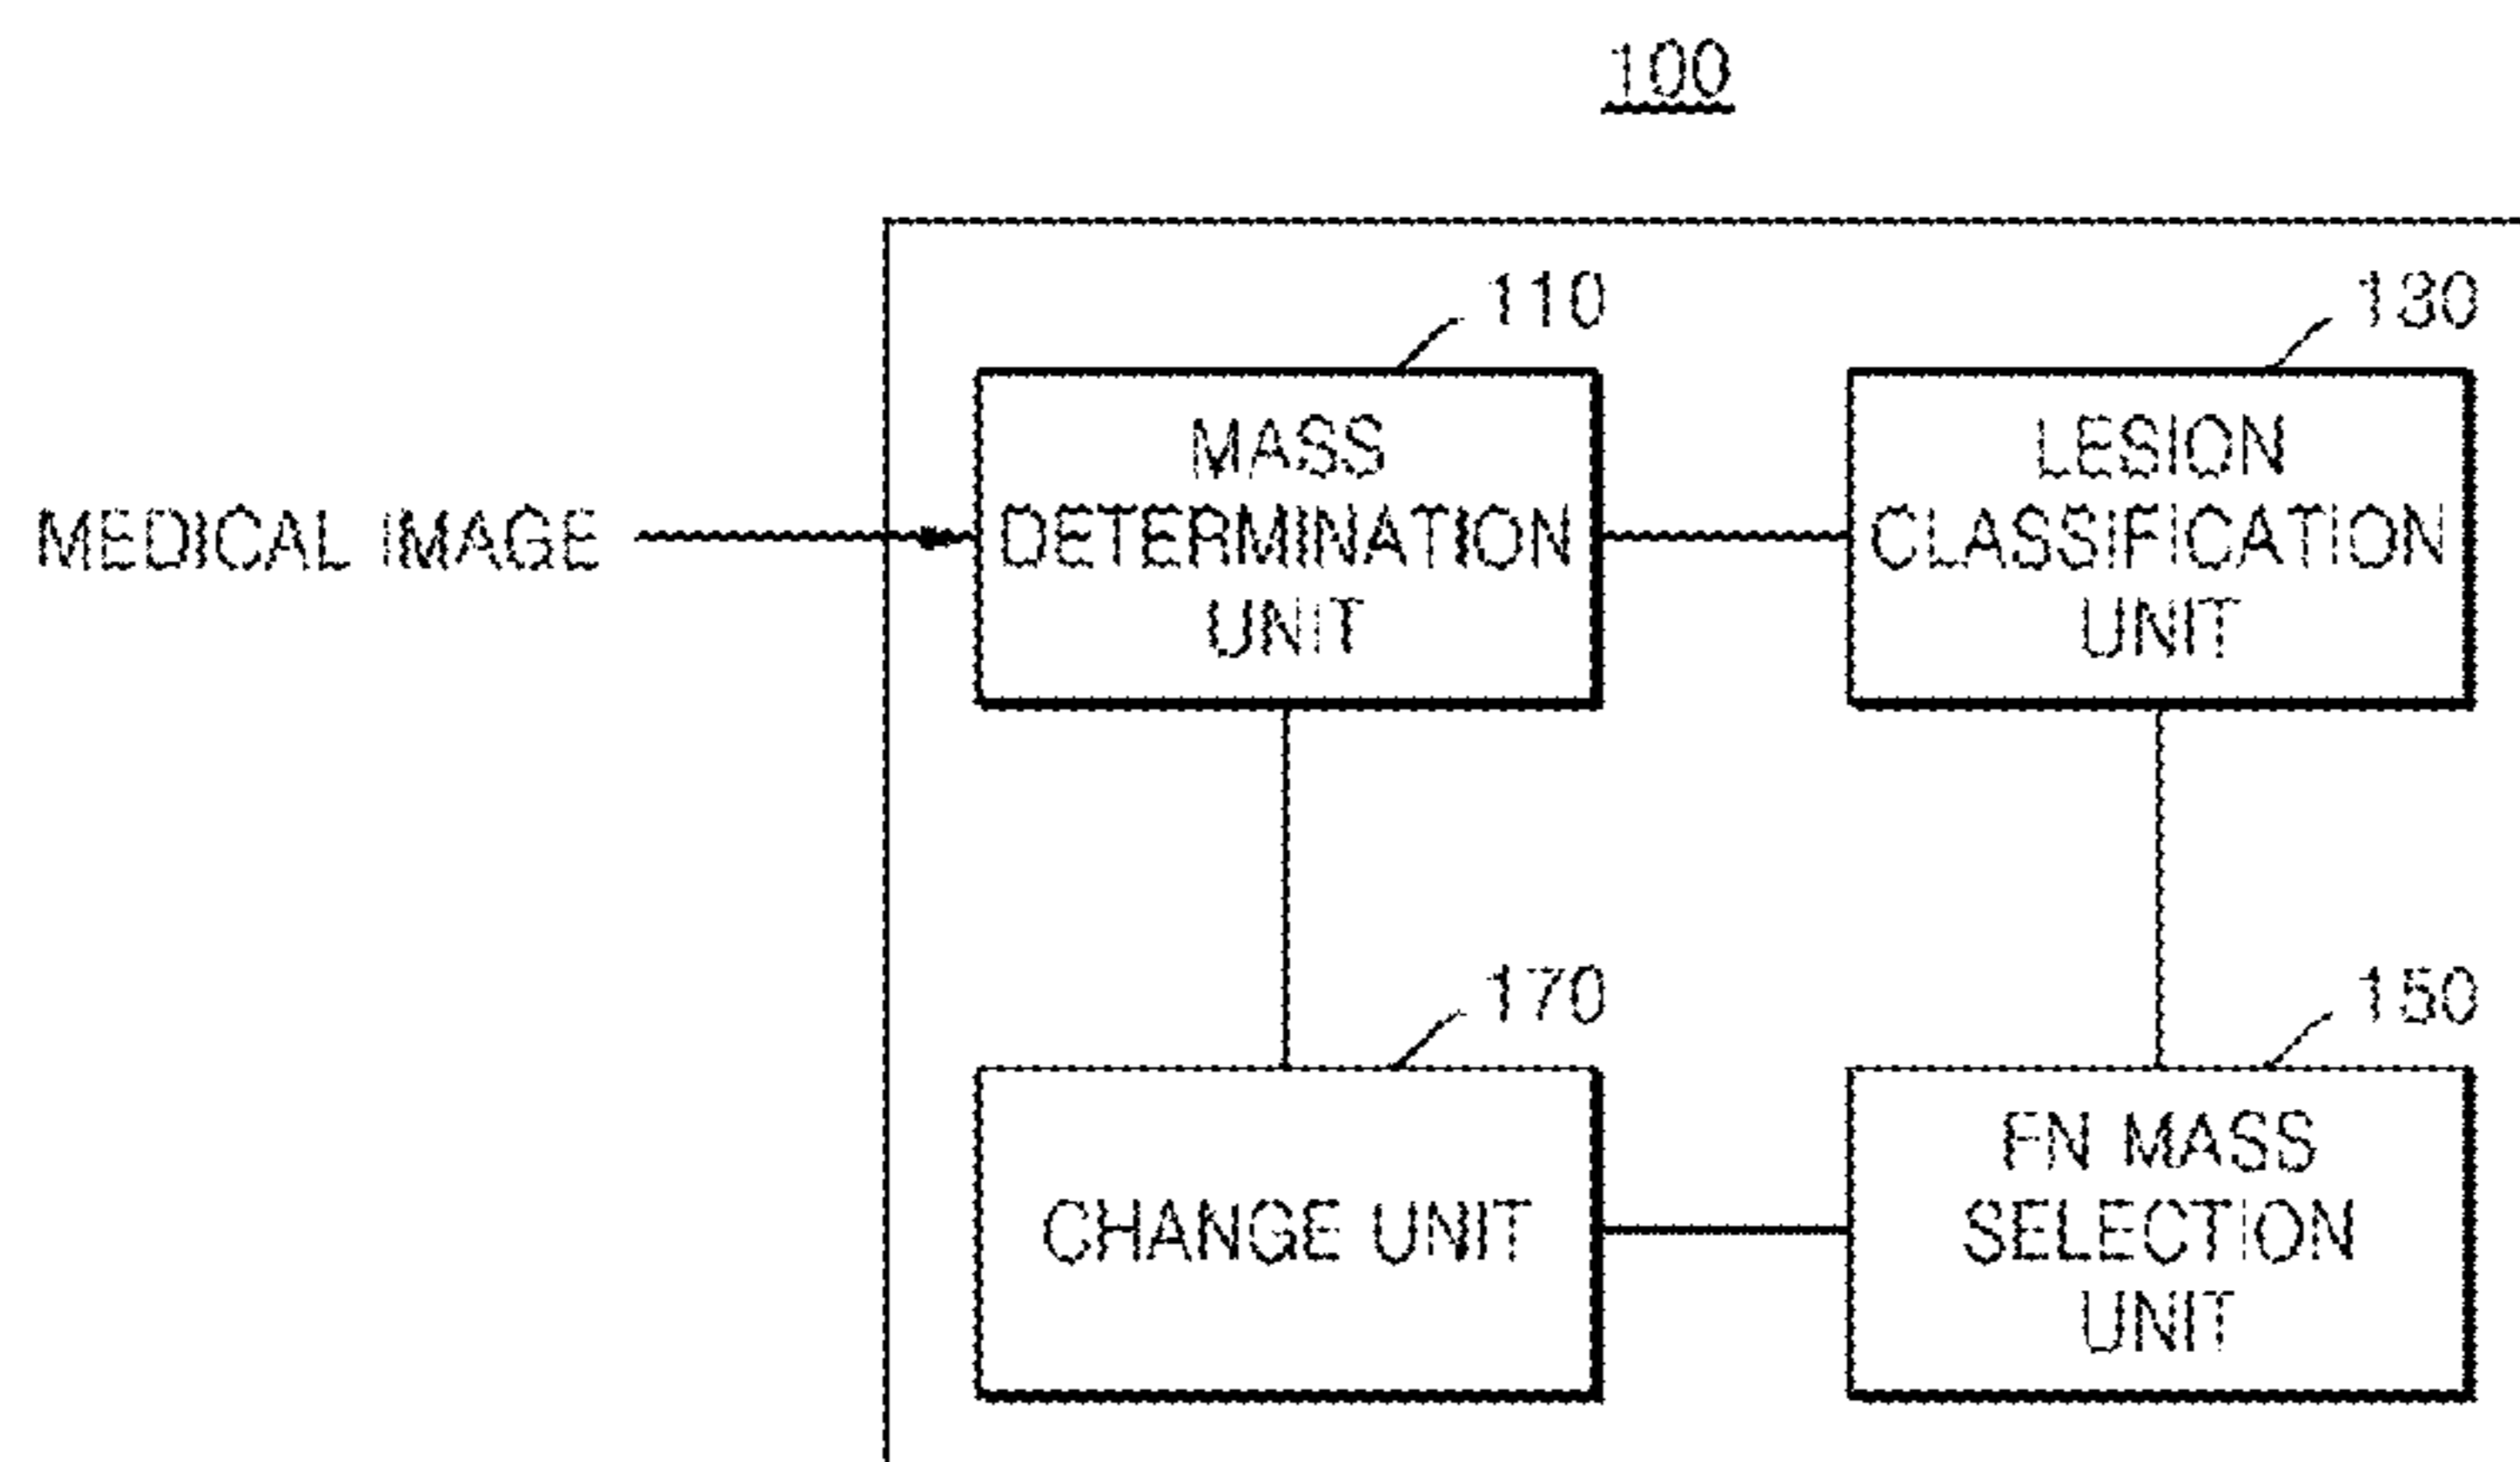 100
110
130
MASS
DETERMINATION
UNIT
LESION
CLASSIFICATION
UNIT
MEDICAL IMAGE
170
150
CHANGE UNIT
FN MASS
SELECTION
UNIT